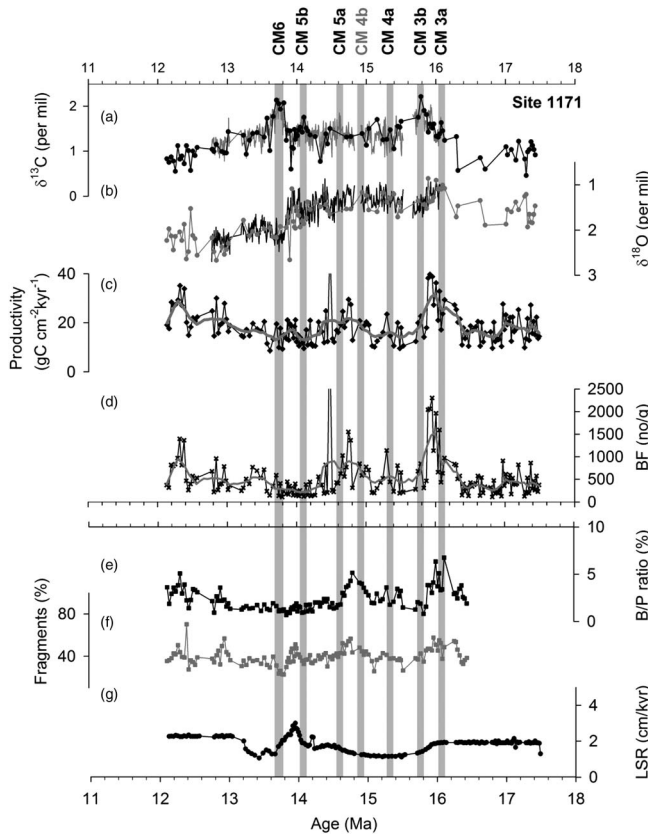 CM6 CM 5b CM 5a CM 4b CM 4a CM 3b CM 3a
11 12 13 14 15 16 17 18
Site 1171
(a)
2
1
0
δ13C (per mil)
(b)
1
2
3
δ18O (per mil)
(c)
40
20
0
Productivity
(gC cm−2kyr-1)
(d)
2500
2000
1500
1000
500
0
BF (no/g)
(e)
10
5
0
B/P ratio (%)
(f)
80
40
Fragments (%)
(g)
4
2
0
LSR (cm/kyr)
11 12 13 14 15 16 17 18
Age (Ma)